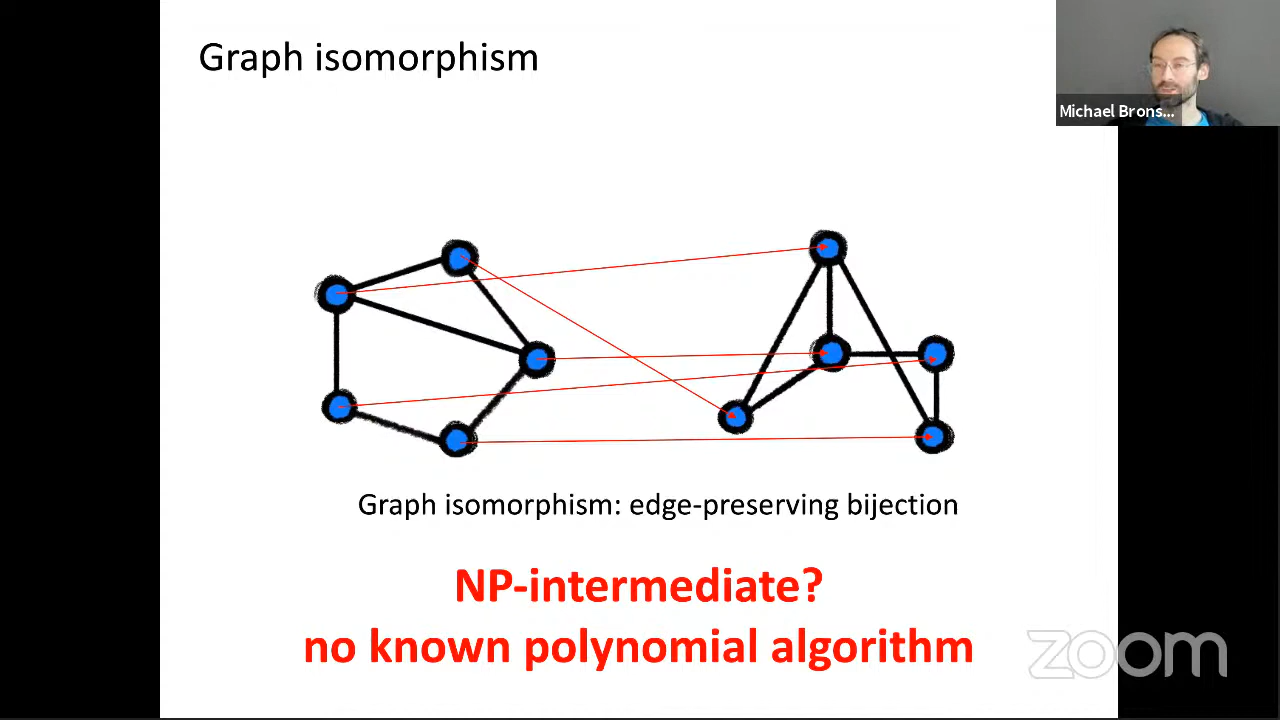 Graph isomorphism
Michael Brons...
Graph isomorphism: edge-preserving bijection
NP-intermediate?
no known polynomial algorithm
zoom